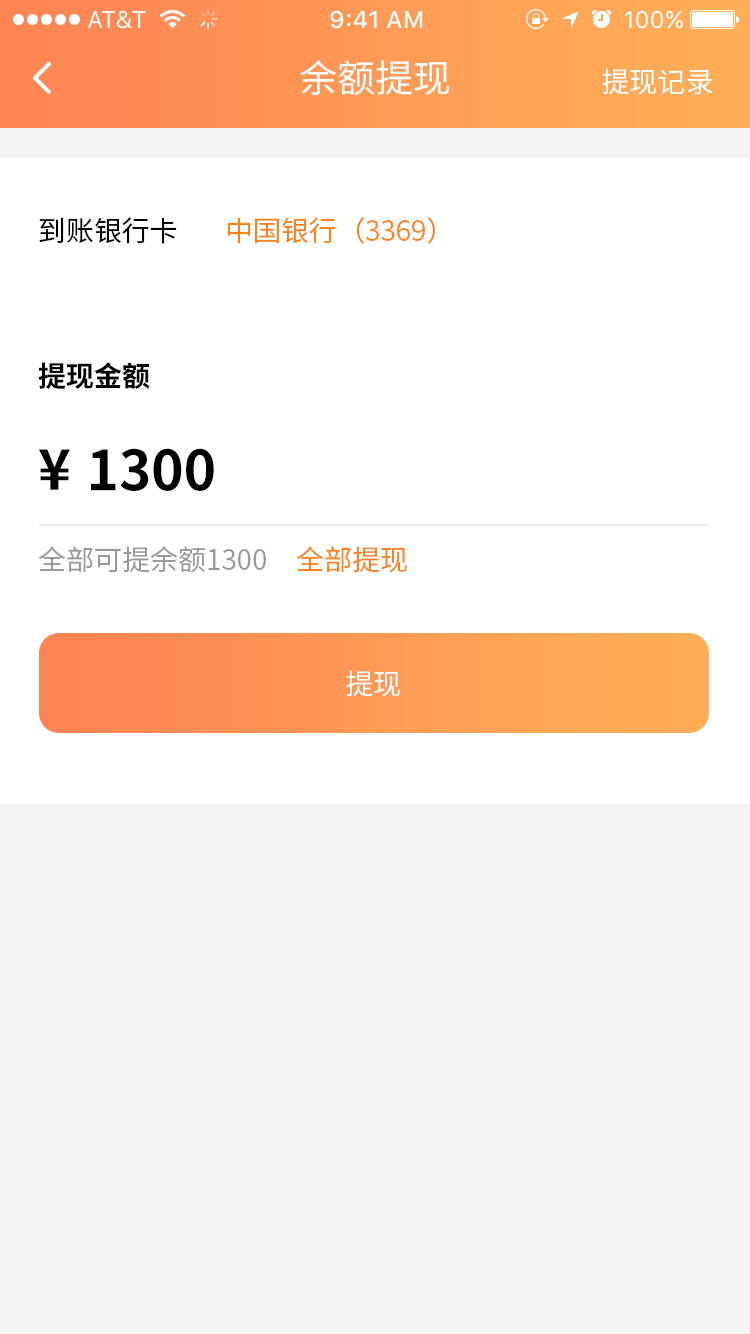 AT&T 9:41 AM 100%
余额提现 提现记录
到账银行卡 中国银行（3369）
提现金额
¥ 1300
全部可提余额1300 全部提现
提现